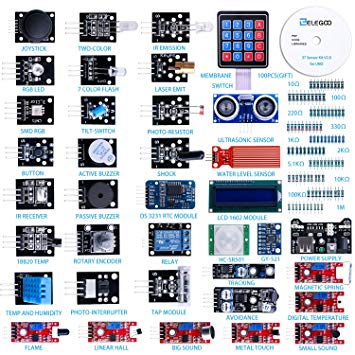 ELEGOO
JOYSTICK
TWO-COLOR
IR EMISSION
MEMBRANE
SWITCH
100PCS(GIFT)
10Ω
100Ω
220Ω
330Ω
1KΩ
2KΩ
5.1KΩ
10KΩ
100KΩ
1M
RGB LED
7 COLOR FLASH
LASER EMIT
ULTRASONIC SENSOR
SMD RGB
TILT-SWITCH
PHOTO-RESISTOR
BUTTON
ACTIVE BUZZER
SHOCK
WATER LEVEL SENSOR
IR RECEIVER
PASSIVE BUZZER
DS 3231 RTC MODULE
LCD 1602 MODULE
18B20 TEMP
ROTARY ENCODER
RELAY
HC-SR501
GY-521
POWER SUPPLY
TEMP AND HUMIDITY
PHOTO-INTERRUPTER
TAP MODULE
TRACKING
MAGNETIC SPRING
AVOIDANCE
DIGITAL TEMPERATURE
FLAME
LINEAR HALL
BIG SOUND
METAL TOUCH
SMALL SOUND